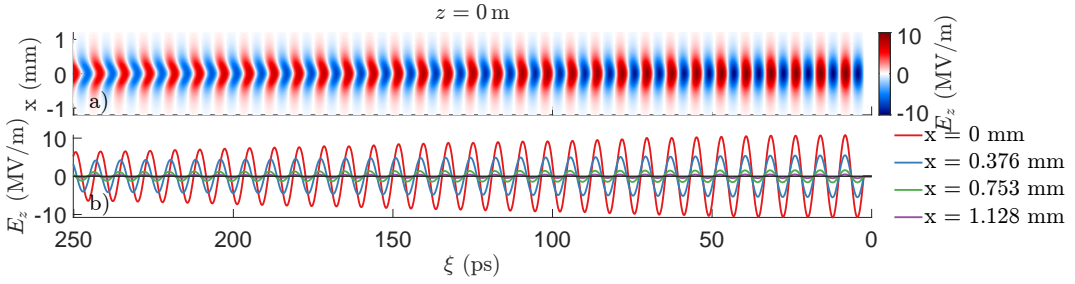 z = 0 m
x (mm)
1
0
-1
a)
10
0
-10
E_z (MV/m)
E_z (MV/m)
10
0
-10
b)
250
200
150
100
50
0
ξ (ps)
x = 0 mm
x = 0.376 mm
x = 0.753 mm
x = 1.128 mm